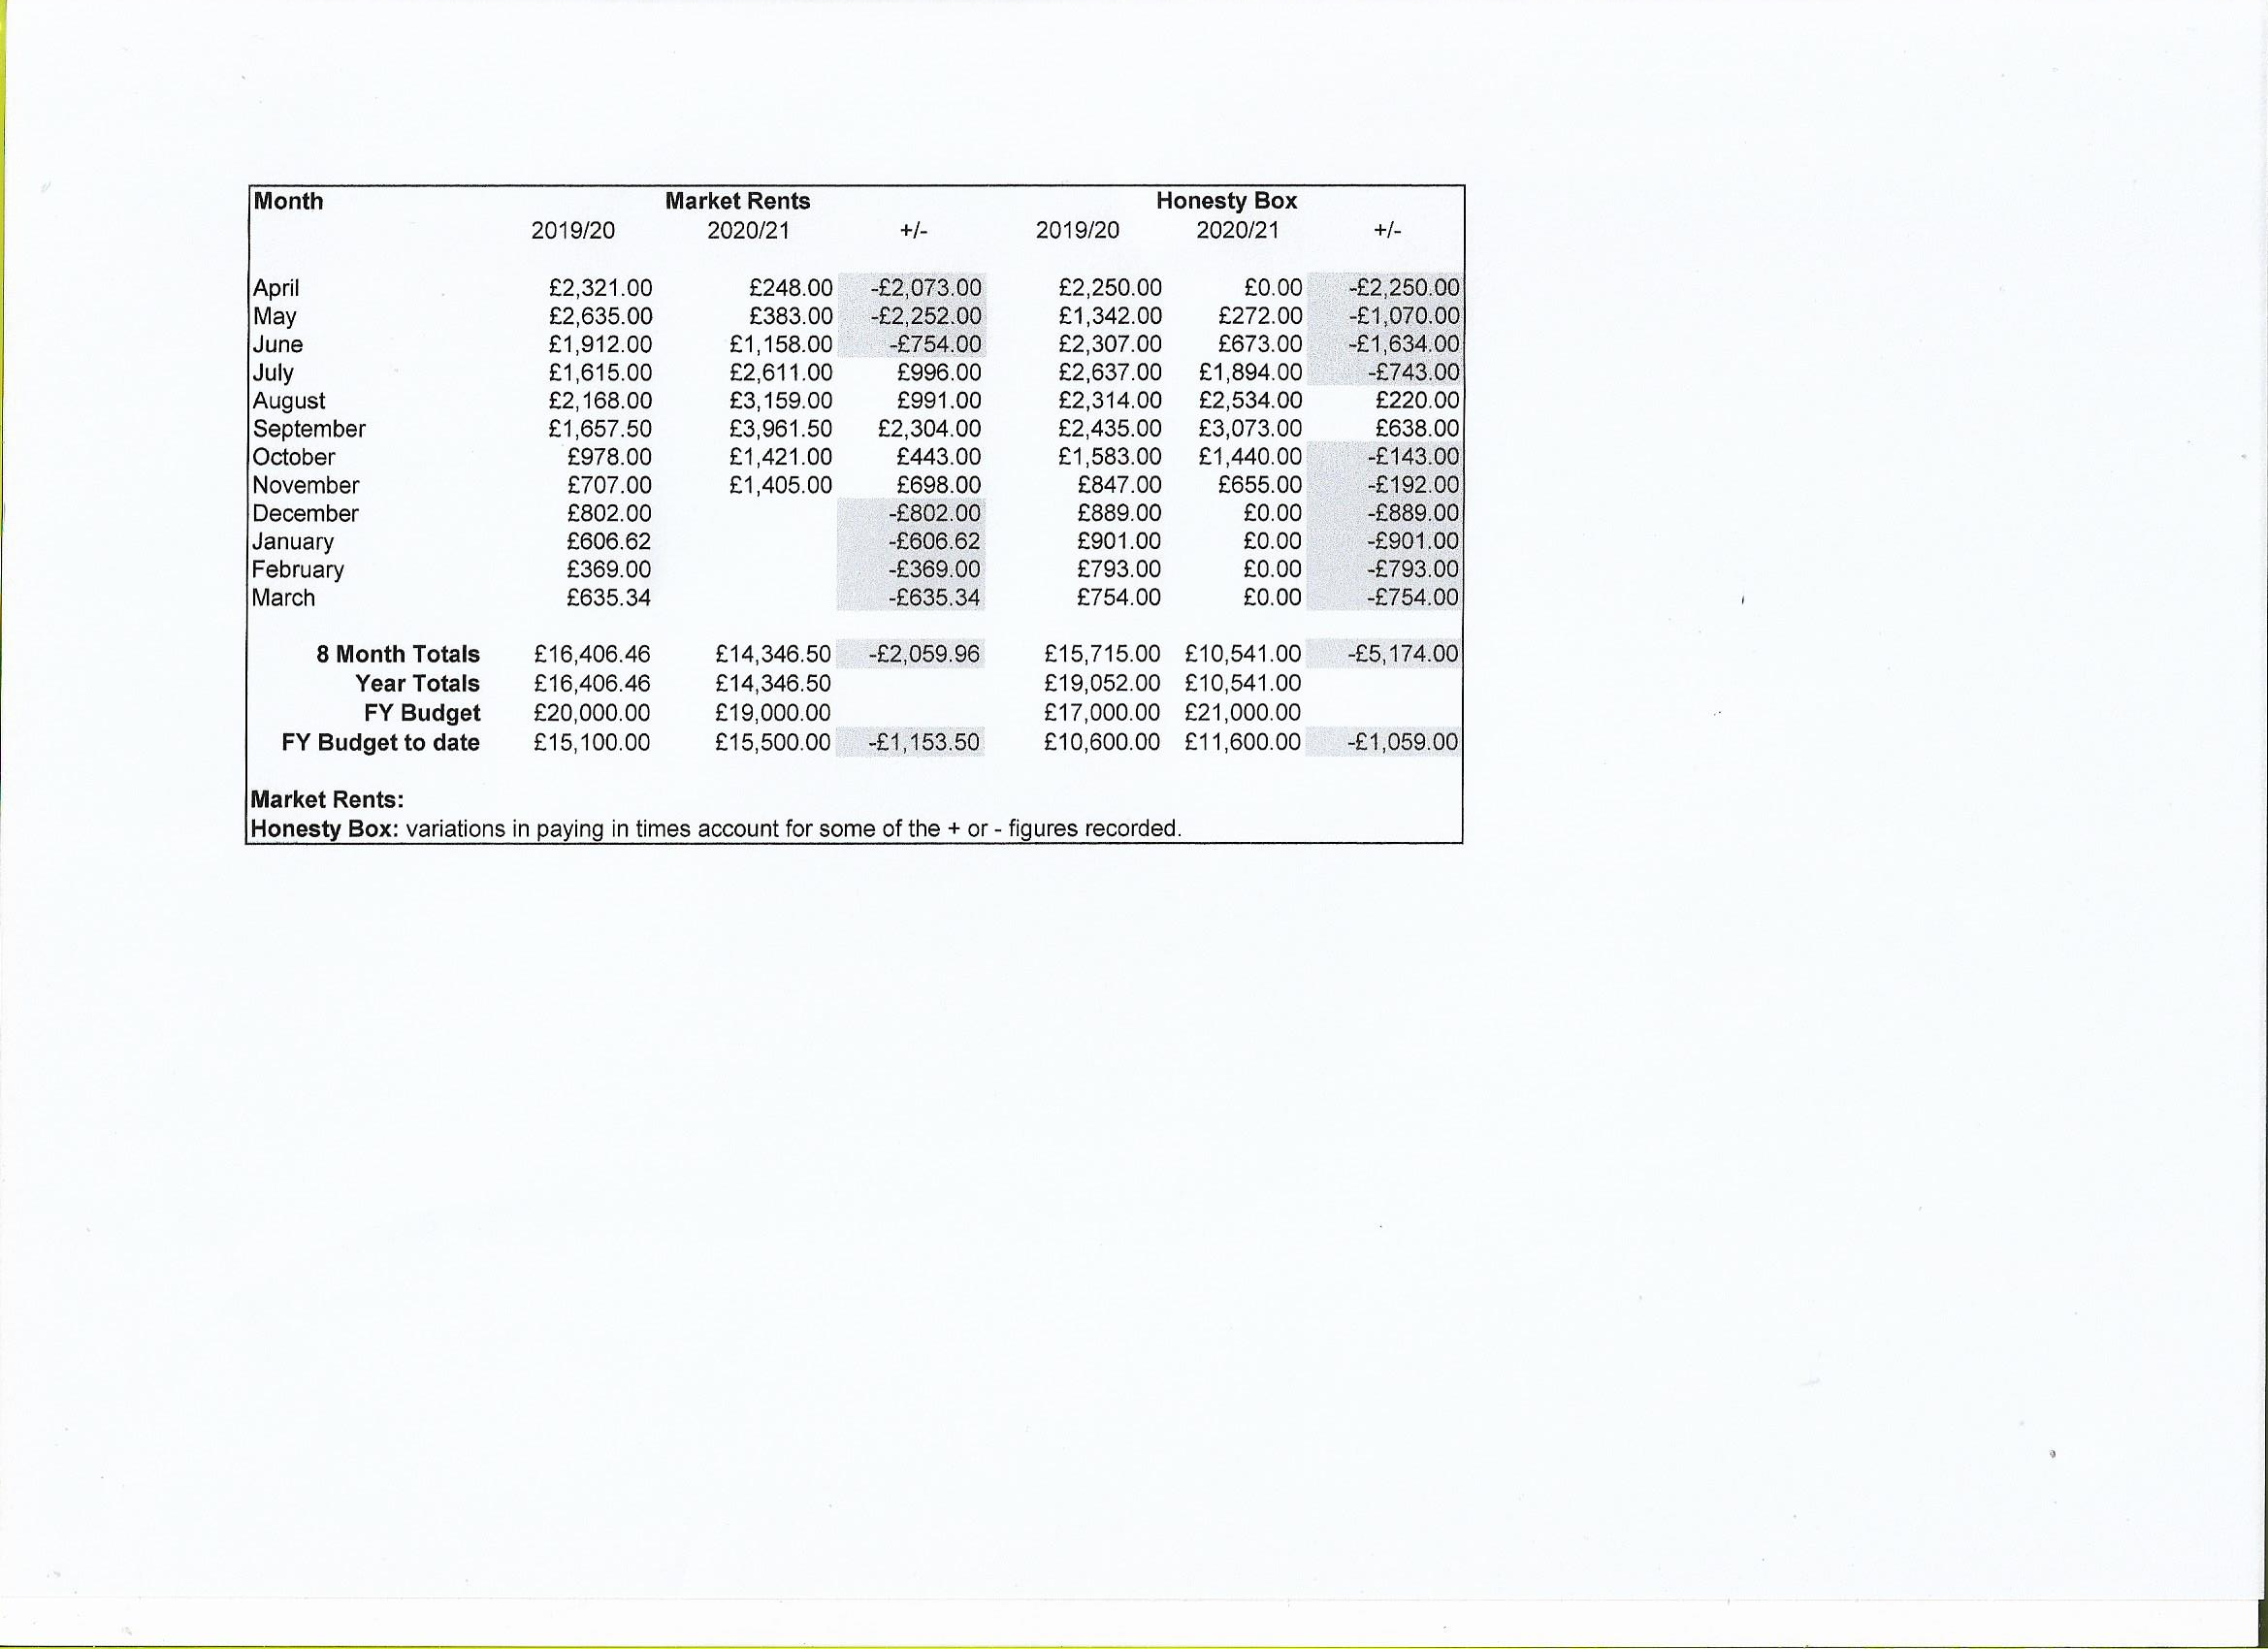 Month Market Rents Honesty Box
2019/20 2020/21 +/- 2019/20 2020/21 +/-
April £2,321.00 £248.00 -£2,073.00 £2,250.00 £0.00 -£2,250.00
May £2,635.00 £383.00 -£2,252.00 £1,342.00 £272.00 -£1,070.00
June £1,912.00 £1,158.00 -£754.00 £2,307.00 £673.00 -£1,634.00
July £1,615.00 £2,611.00 £996.00 £2,637.00 £1,894.00 -£743.00
August £2,168.00 £3,159.00 £991.00 £2,314.00 £2,534.00 £220.00
September £1,657.50 £3,961.50 £2,304.00 £2,435.00 £3,073.00 £638.00
October £978.00 £1,421.00 £443.00 £1,583.00 £1,440.00 -£143.00
November £707.00 £1,405.00 £698.00 £847.00 £655.00 -£192.00
December £802.00 -£802.00 £889.00 £0.00 -£889.00
January £606.62 -£606.62 £901.00 £0.00 -£901.00
February £369.00 -£369.00 £793.00 £0.00 -£793.00
March £635.34 -£635.34 £754.00 £0.00 -£754.00
8 Month Totals £16,406.46 £14,346.50 -£2,059.96 £15,715.00 £10,541.00 -£5,174.00
Year Totals £16,406.46 £14,346.50 £19,052.00 £10,541.00
FY Budget £20,000.00 £19,000.00 £17,000.00 £21,000.00
FY Budget to date £15,100.00 £15,500.00 -£1,153.50 £10,600.00 £11,600.00 -£1,059.00
Market Rents:
Honesty Box: variations in paying in times account for some of the + or - figures recorded.